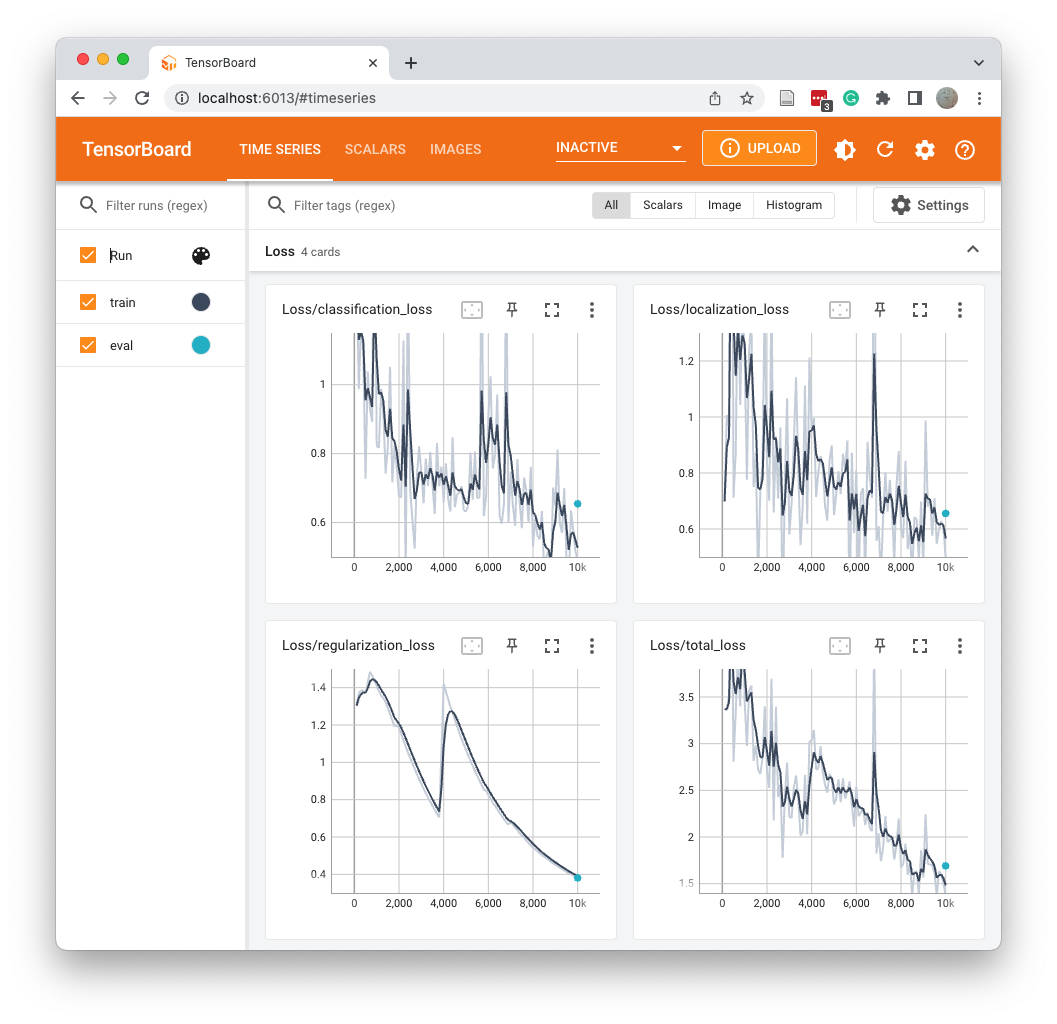 TensorBoard
localhost:6013/#timeseries
3
TensorBoard
TIME SERIES
SCALARS
IMAGES
INACTIVE
UPLOAD
Filter runs (regex)
Filter tags (regex)
All
Scalars
Image
Histogram
Settings
Run
train
eval
Loss 4 cards
Loss/classification_loss
1
0.8
0.6
0 2,000 4,000 6,000 8,000 10k
Loss/localization_loss
1.2
1
0.8
0.6
0 2,000 4,000 6,000 8,000 10k
Loss/regularization_loss
1.4
1.2
1
0.8
0.6
0.4
0 2,000 4,000 6,000 8,000 10k
Loss/total_loss
3.5
3
2.5
2
1.5
0 2,000 4,000 6,000 8,000 10k